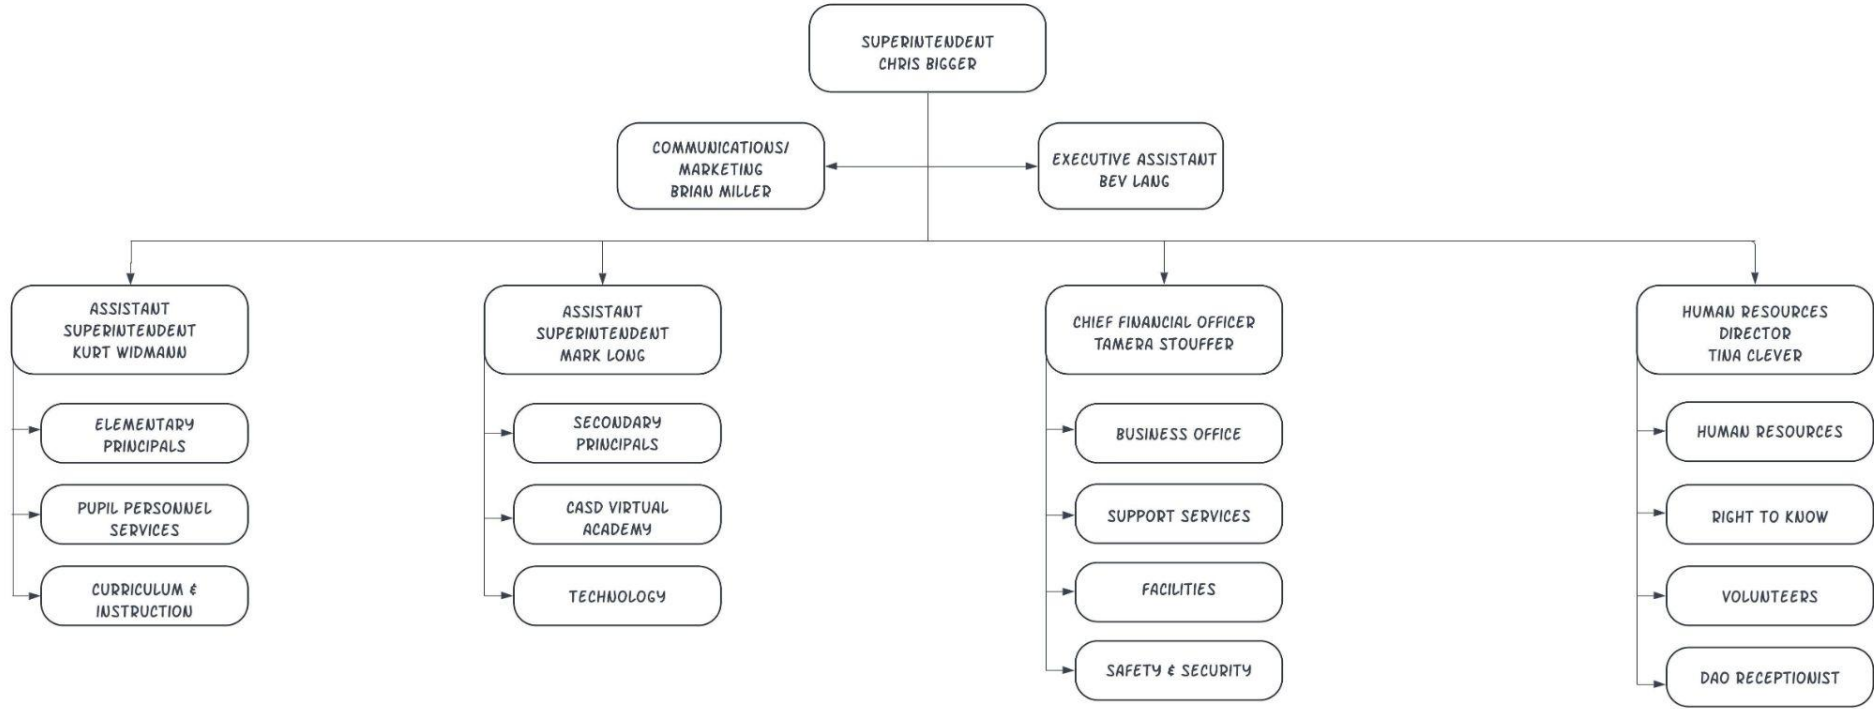 SUPERINTENDENT
CHRIS BIGGER
COMMUNICATIONS/
MARKETING
BRIAN MILLER
EXECUTIVE ASSISTANT
BEV LANG
ASSISTANT
SUPERINTENDENT
KURT WIDMANN
ELEMENTARY
PRINCIPALS
PUPIL PERSONNEL
SERVICES
CURRICULUM &
INSTRUCTION
ASSISTANT
SUPERINTENDENT
MARK LONG
SECONDARY
PRINCIPALS
CASD VIRTUAL
ACADEMY
TECHNOLOGY
CHIEF FINANCIAL OFFICER
TAMERA STOUFFER
BUSINESS OFFICE
SUPPORT SERVICES
FACILITIES
SAFETY & SECURITY
HUMAN RESOURCES
DIRECTOR
TINA CLEVER
HUMAN RESOURCES
RIGHT TO KNOW
VOLUNTEERS
DAO RECEPTIONIST